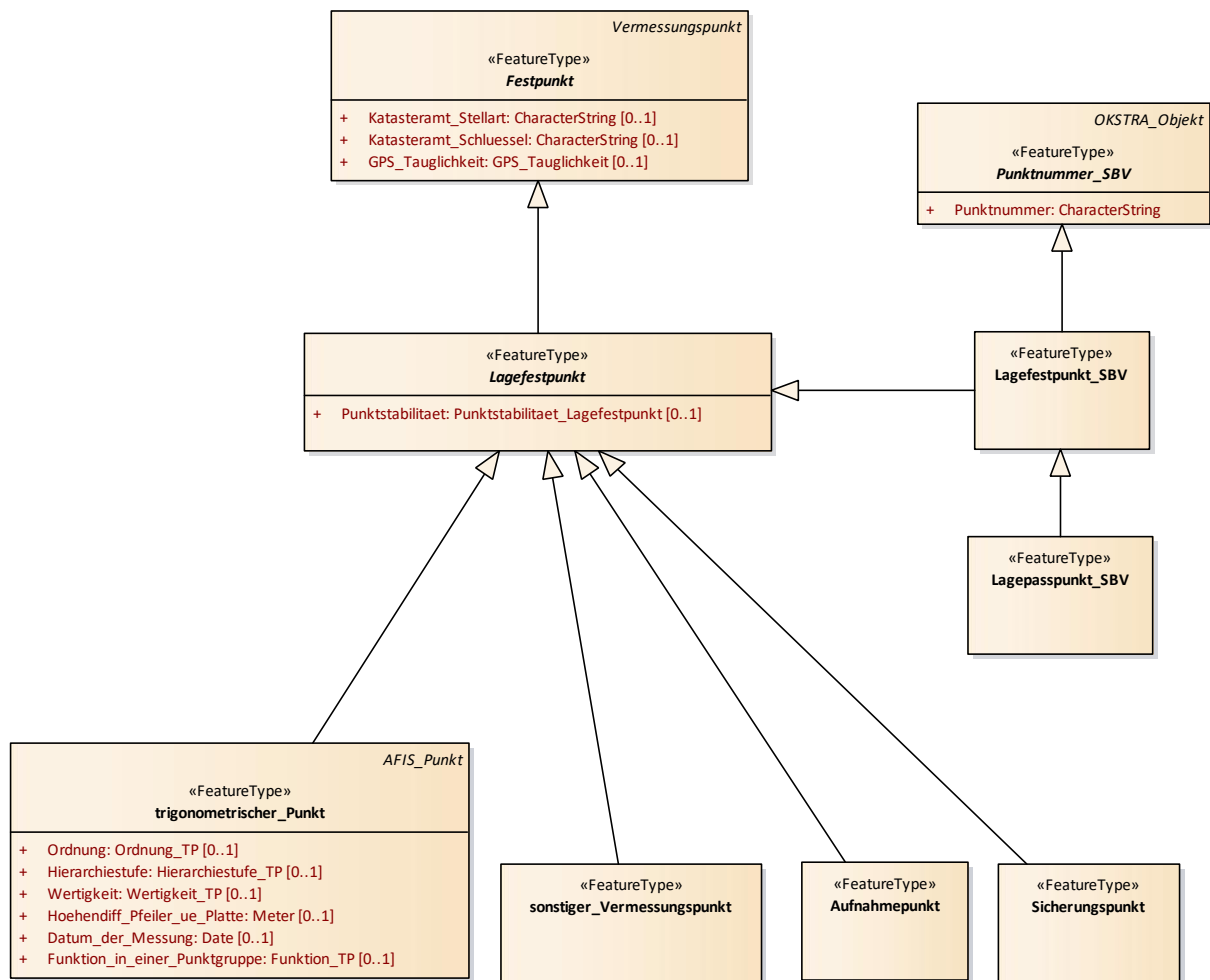 Vermessungspunkt
«FeatureType»
Festpunkt
+ Katasteramt_Stellart: CharacterString [0..1]
+ Katasteramt_Schluessel: CharacterString [0..1]
+ GPS_Tauglichkeit: GPS_Tauglichkeit [0..1]
OKSTRA_Objekt
«FeatureType»
Punktnummer_SBV
+ Punktnummer: CharacterString
«FeatureType»
Lagefestpunkt
+ Punktstabilitaet: Punktstabilitaet_Lagefestpunkt [0..1]
«FeatureType»
Lagefestpunkt_SBV
«FeatureType»
Lagepasspunkt_SBV
AFIS_Punkt
«FeatureType»
trigonometrischer_Punkt
+ Ordnung: Ordnung_TP [0..1]
+ Hierarchiestufe: Hierarchiestufe_TP [0..1]
+ Wertigkeit: Wertigkeit_TP [0..1]
+ Hoehendiff_Pfeiler_ue_Platte: Meter [0..1]
+ Datum_der_Messung: Date [0..1]
+ Funktion_in_einer_Punktgruppe: Funktion_TP [0..1]
«FeatureType»
sonstiger_Vermessungspunkt
«FeatureType»
Aufnahmepunkt
«FeatureType»
Sicherungspunkt